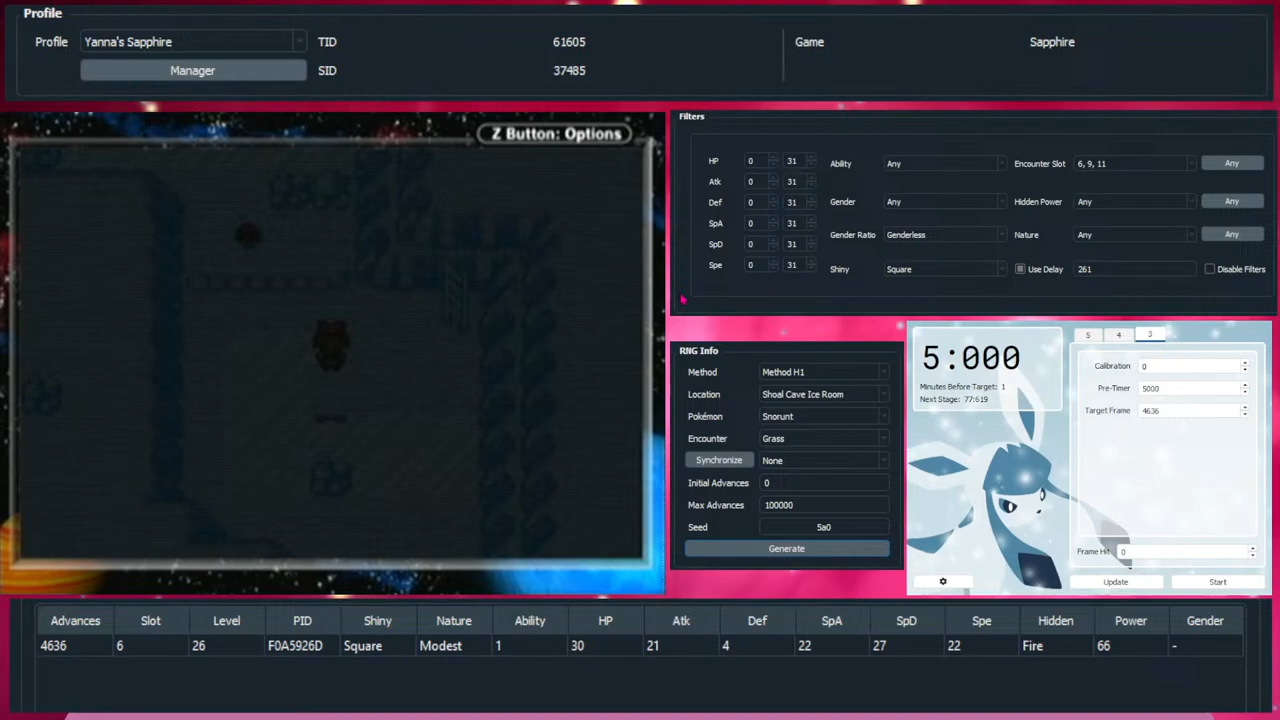 Profile
Profile Yanna's Sapphire TID 61605 Game Sapphire
Manager SID 37485
Z Button: Options
Filters
HP 0 31 Ability Any Encounter Slot 6, 9, 11 Any
Atk 0 31
Def 0 31 Gender Any Hidden Power Any Any
SpA 0 31
SpD 0 31 Gender Ratio Genderless Nature Any Any
Spe 0 31 Shiny Square Use Delay 261 Disable Filters
RNG Info
Method Method H1
Location Shoal Cave Ice Room
Pokémon Snorunt
Encounter Grass
Synchronize None
Initial Advances 0
Max Advances 100000
Seed 5a0
Generate
5:000
Minutes Before Target: 1
Next Stage: 77:619
5 4 3
Calibration 0
Pre-Timer 5000
Target Frame 4636
Frame Hit 0
Update Start
Advances Slot Level PID Shiny Nature Ability HP Atk Def SpA SpD Spe Hidden Power Gender
4636 6 26 F0A5926D Square Modest 1 30 21 4 22 27 22 Fire 66 -